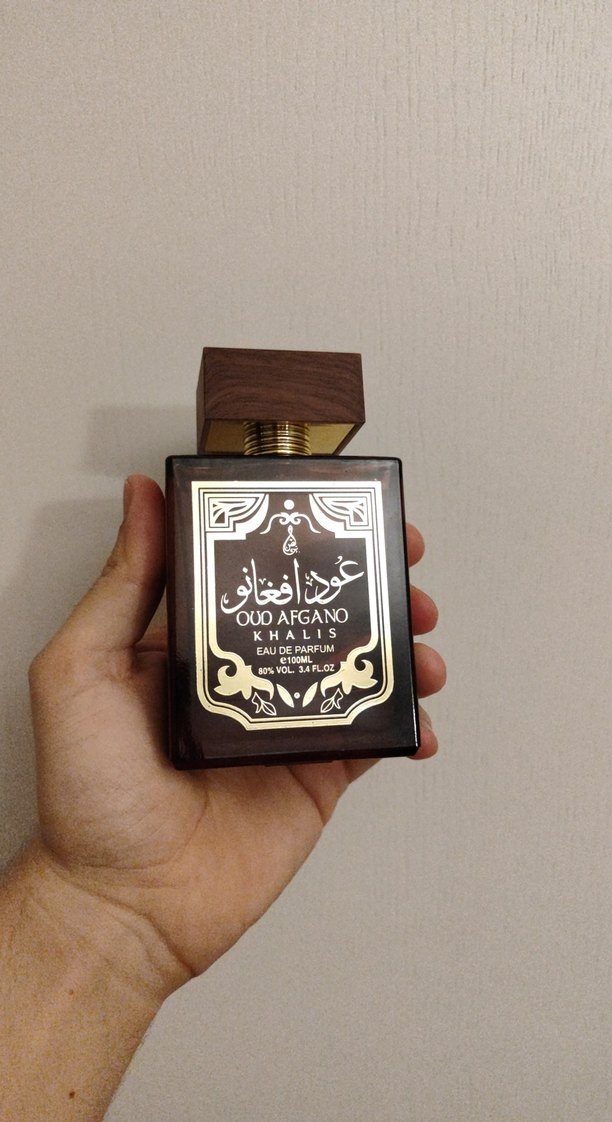 عود افغانو
OUD AFGANO
KHALIS
EAU DE PARFUM
℮100ML
80% VOL. 3.4 FL.OZ